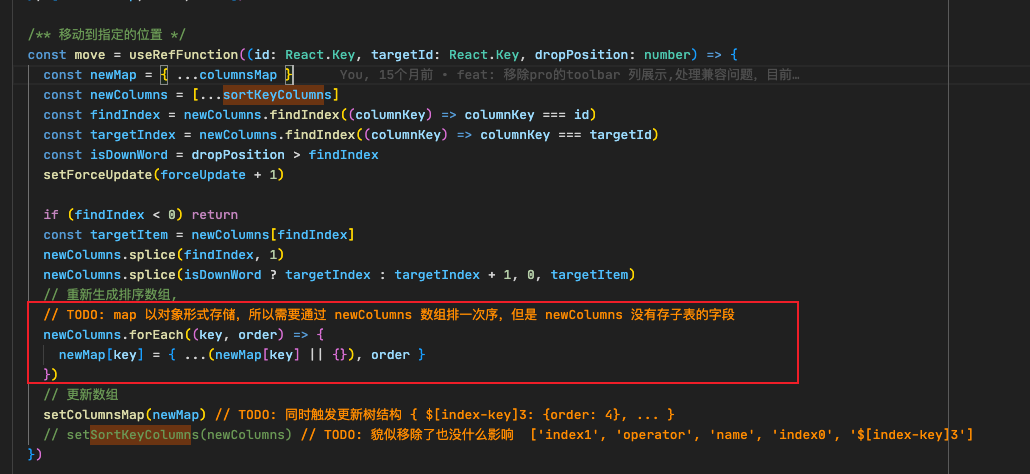 /** 移动到指定的位置 */
const move = useRefFunction((id: React.Key, targetId: React.Key, dropPosition: number) => {
const newMap = { ...columnsMap }    You, 15个月前 • feat: 移除pro的toolbar 列展示,处理兼容问题, 目前…
const newColumns = [...sortKeyColumns]
const findIndex = newColumns.findIndex((columnKey) => columnKey === id)
const targetIndex = newColumns.findIndex((columnKey) => columnKey === targetId)
const isDownWord = dropPosition > findIndex
setForceUpdate(forceUpdate + 1)
if (findIndex < 0) return
const targetItem = newColumns[findIndex]
newColumns.splice(findIndex, 1)
newColumns.splice(isDownWord ? targetIndex : targetIndex + 1, 0, targetItem)
// 重新生成排序数组,
// TODO: map 以对象形式存储, 所以需要通过 newColumns 数组排一次序, 但是 newColumns 没有存子表的字段
newColumns.forEach((key, order) => {
newMap[key] = { ...(newMap[key] || {}), order }
})
// 更新数组
setColumnsMap(newMap) // TODO: 同时触发更新树结构 { $[index-key]3: {order: 4}, ... }
// setSortKeyColumns(newColumns) // TODO: 貌似移除了也没什么影响  ['index1', 'operator', 'name', 'index0', '$[index-key]3']
})